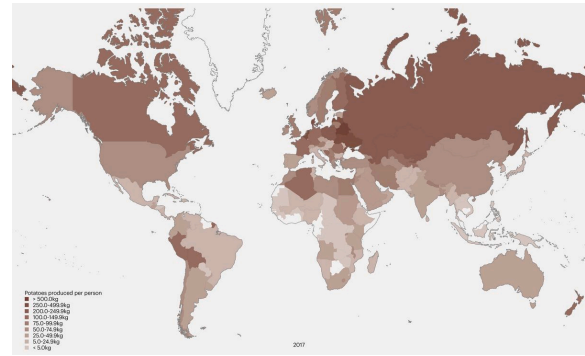 Potatoes produced per person
> 500.0kg
250.0-499.9kg
200.0-249.9kg
100.0-149.9kg
75.0-99.9kg
50.0-74.9kg
25.0-49.9kg
5.0-24.9kg
< 5.0kg
2017